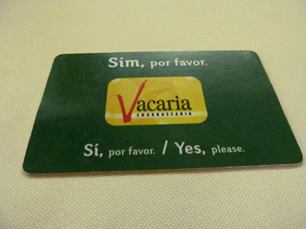 Sim, por favor.
Vacaria
CHURRASCARIA
Sí, por favor. / Yes, please.